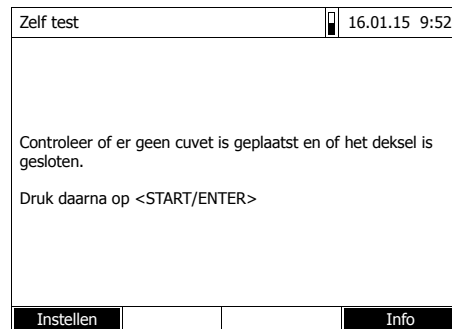 Zelf test 16.01.15 9:52
Controleer of er geen cuvet is geplaatst en of het deksel is
gesloten.
Druk daarna op <START/ENTER>
Instellen Info